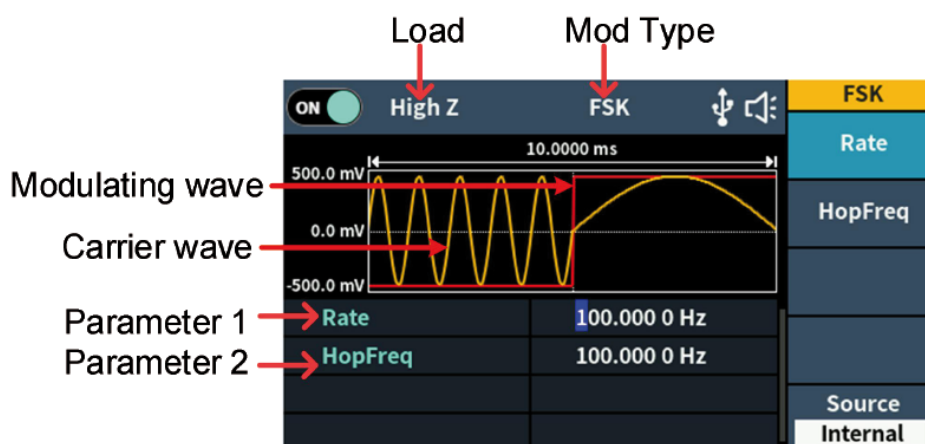 Load
Mod Type
ON
High Z
FSK
FSK
Rate
HopFreq
Source
Internal
10.0000 ms
500.0 mV
0.0 mV
-500.0 mV
Modulating wave
Carrier wave
Parameter 1
Rate
100.000 0 Hz
Parameter 2
HopFreq
100.000 0 Hz